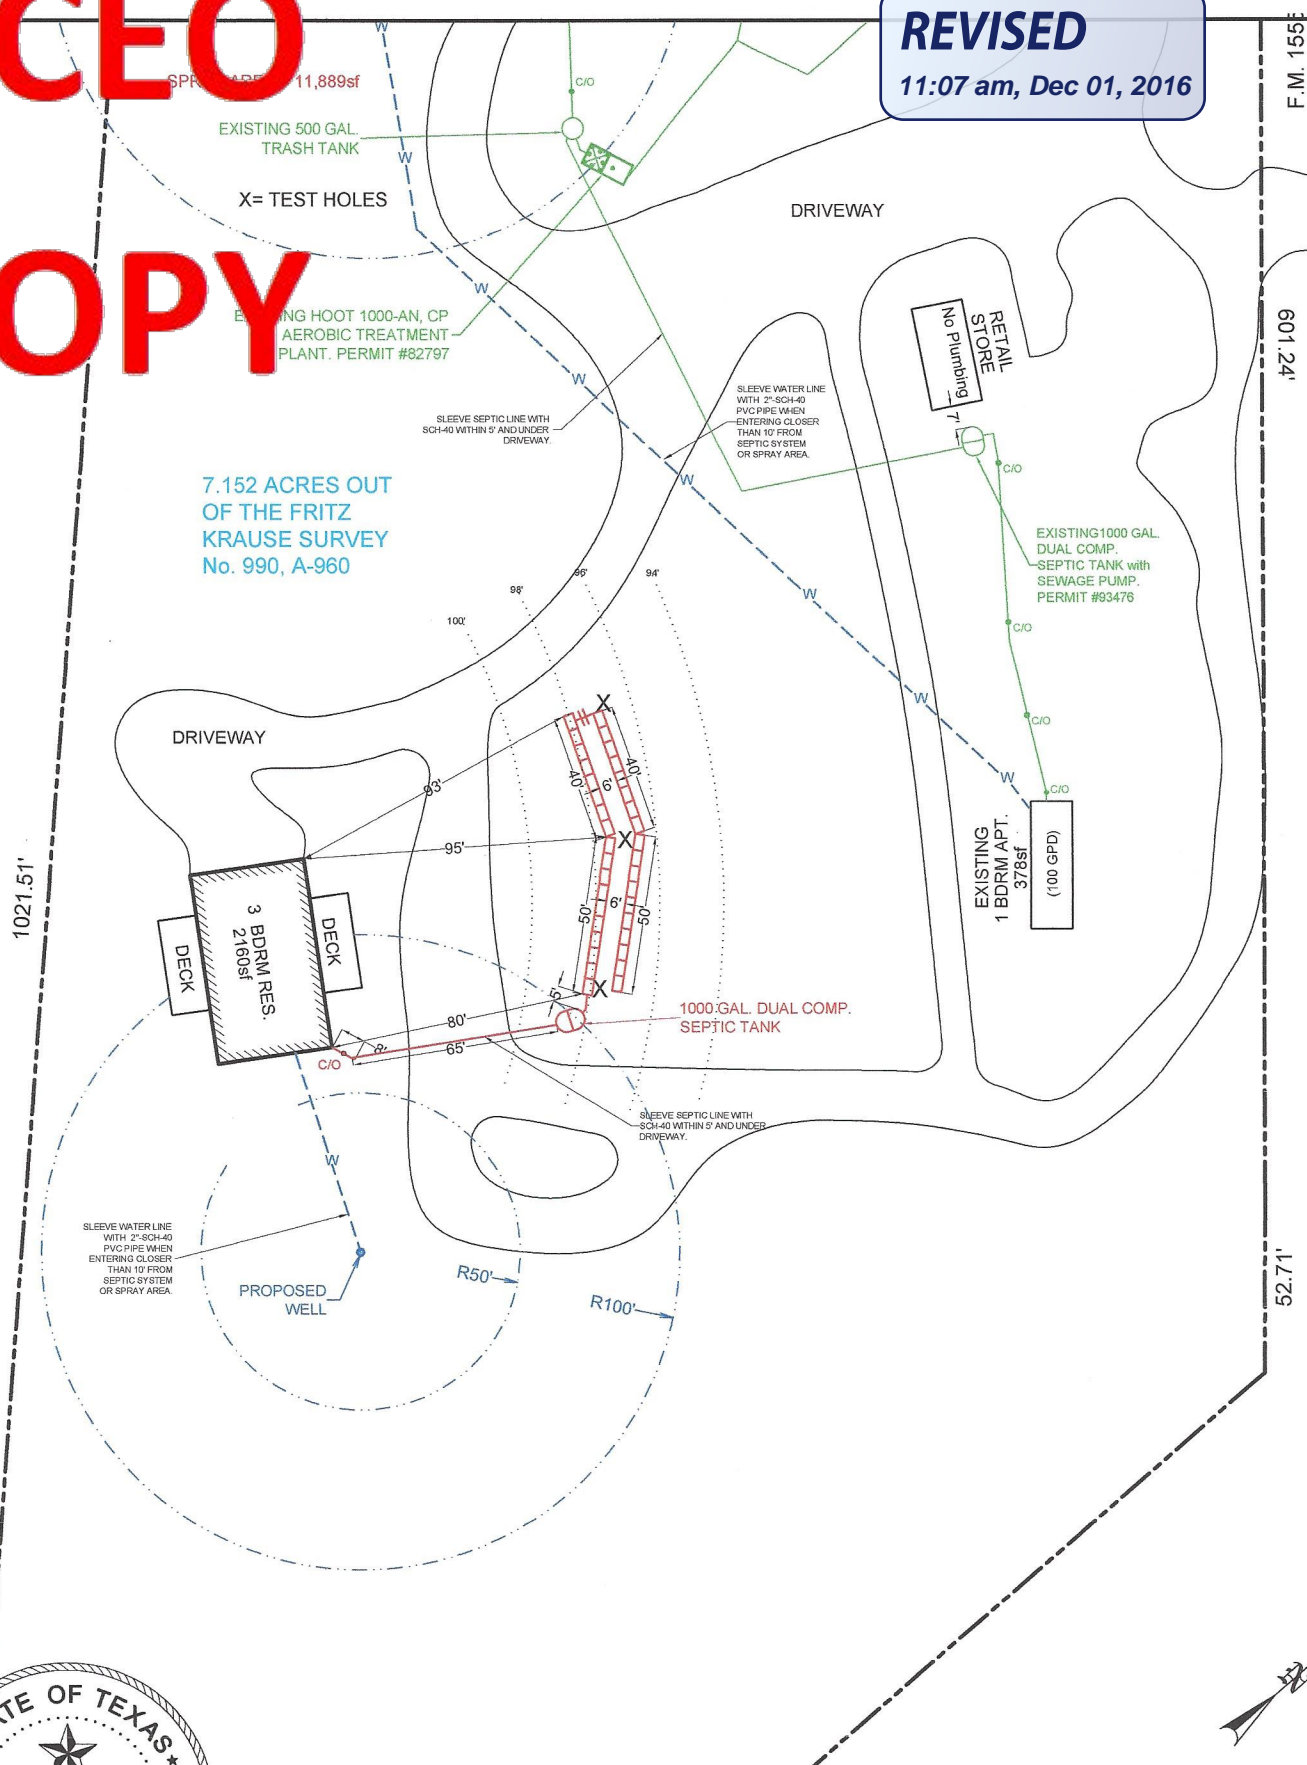 CEO
OPY
REVISED
11:07 am, Dec 01, 2016
F.M. 155
11,889sf
W
C/O
EXISTING 500 GAL.
TRASH TANK
W
X= TEST HOLES
DRIVEWAY
W
ING HOOT 1000-AN, CP
AEROBIC TREATMENT
PLANT. PERMIT #82797
RETAIL
STORE
No Plumbing
7'
601.24'
W
SLEEVE SEPTIC LINE WITH
SCH-40 WITHIN 5' AND UNDER
DRIVEWAY.
SLEEVE WATER LINE
WITH 2"-SCH-40
PVC PIPE WHEN
ENTERING CLOSER
THAN 10' FROM
SEPTIC SYSTEM
OR SPRAY AREA.
W
C/O
7.152 ACRES OUT
OF THE FRITZ
KRAUSE SURVEY
No. 990, A-960
EXISTING1000 GAL.
DUAL COMP.
SEPTIC TANK with
SEWAGE PUMP.
PERMIT #93476
100'
98'
96'
94'
W
C/O
W
C/O
DRIVEWAY
X
93'
40'
6'
40'
W
C/O
95'
X
EXISTING
1 BDRM APT.
378sf
(100 GPD)
1021.51'
DECK
3 BDRM RES.
2160sf
DECK
50'
6'
50'
X
5'
80'
65'
8'
C/O
1000 GAL. DUAL COMP.
SEPTIC TANK
SLEEVE SEPTIC LINE WITH
SCH-40 WITHIN 5' AND UNDER
DRIVEWAY.
W
SLEEVE WATER LINE
WITH 2"-SCH-40
PVC PIPE WHEN
ENTERING CLOSER
THAN 10' FROM
SEPTIC SYSTEM
OR SPRAY AREA.
PROPOSED
WELL
R50'
R100'
52.71'
TE OF TEXAS
N